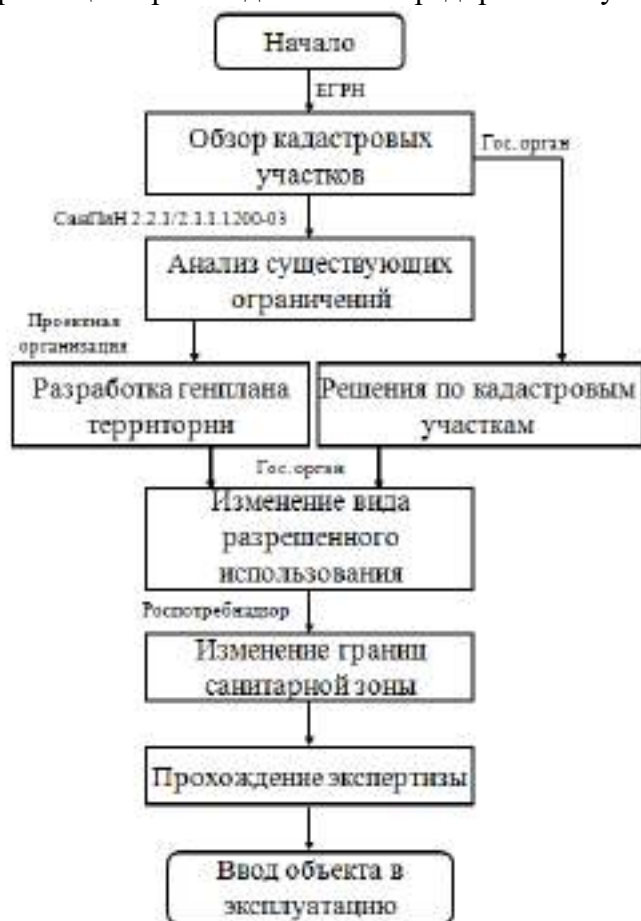 Начало
ЕГРН
Обзор кадастровых
участков
Гос.орган
СанПиН 2.2.1/2.1.1.1200-03
Анализ существующих
ограничений
Проектная
организация
Разработка генплана
территории
Решения по кадастровым
участкам
Гос.орган
Изменение вида
разрешенного
использования
Роспотребнадзор
Изменение границ
санитарной зоны
Прохождение экспертизы
Ввод объекта в
эксплуатацию